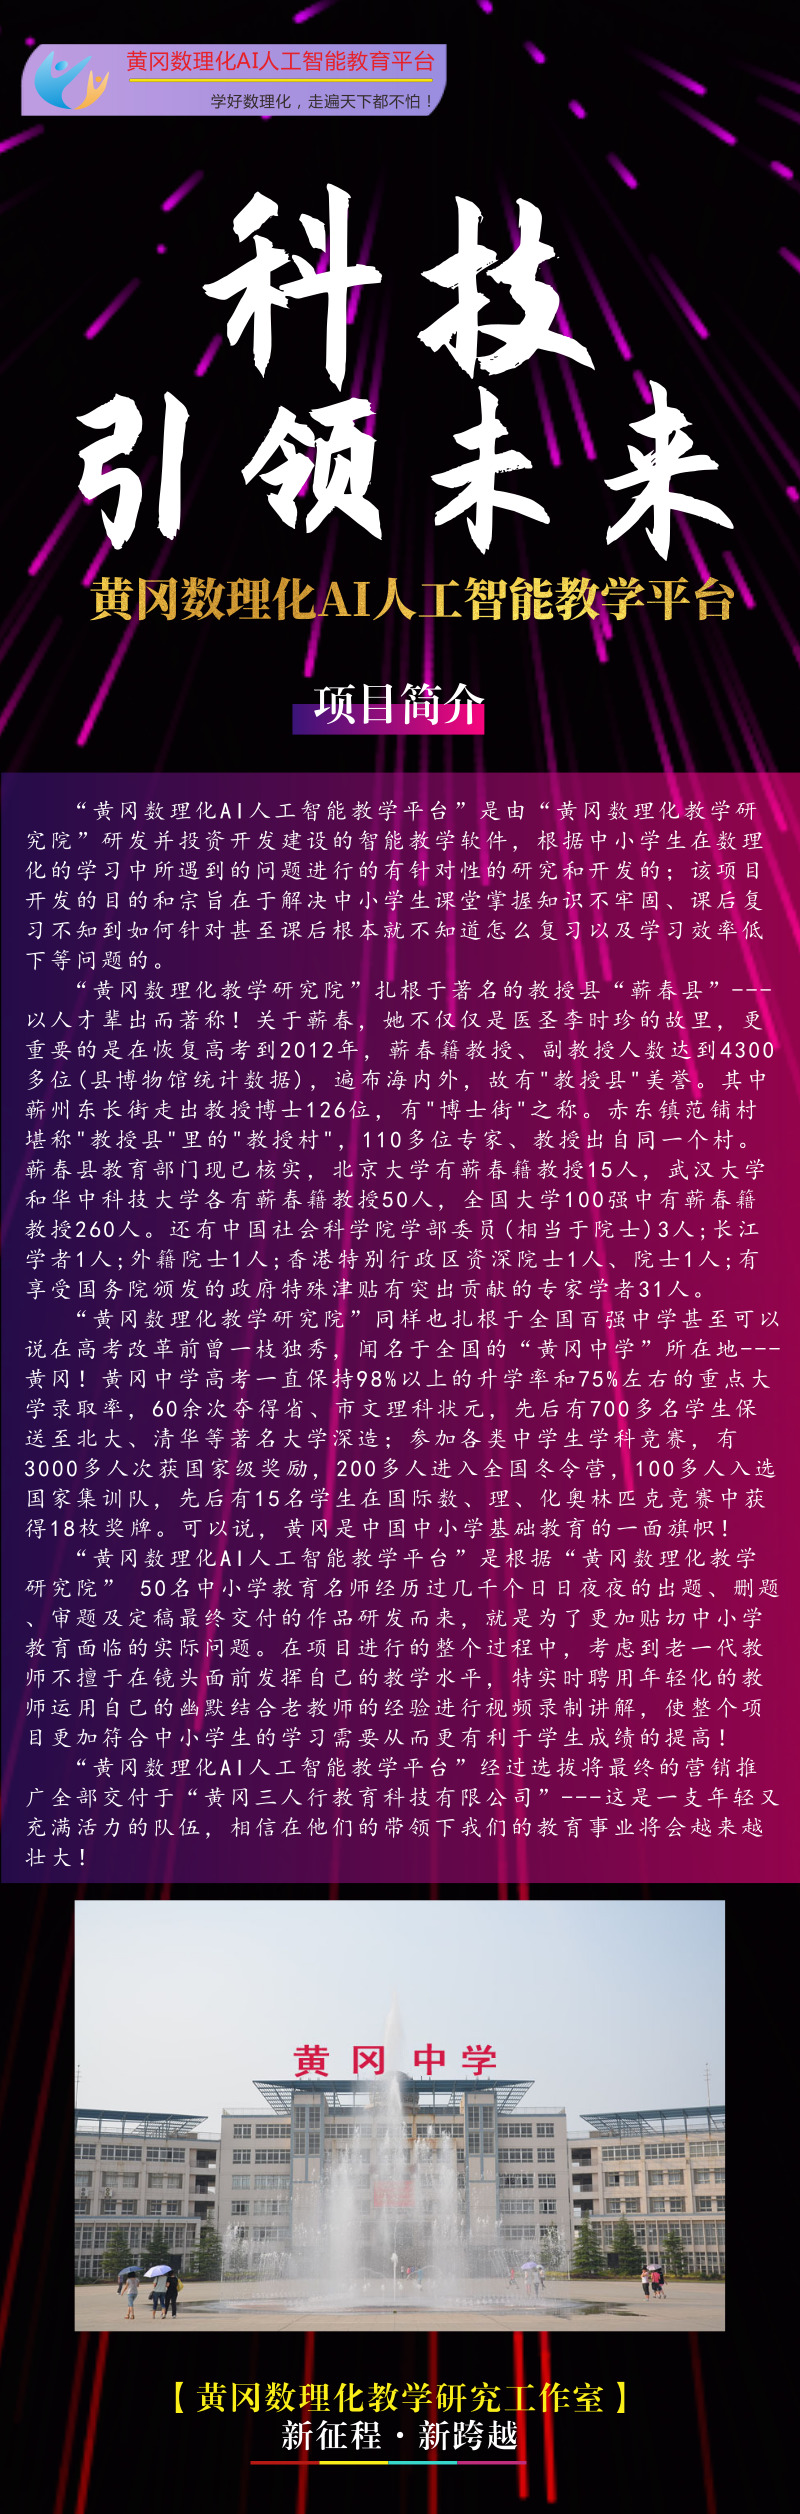 黄冈数理化AI人工智能教育平台
学好数理化，走遍天下都不怕！
科技
引领未来
黄冈数理化AI人工智能教学平台
项目简介
“黄冈数理化AI人工智能教学平台”是由“黄冈数理化教学研
究院”研发并投资开发建设的智能教学软件，根据中小学生在数理
化的学习中所遇到的问题进行的有针对性的研究和开发的；该项目
开发的目的和宗旨在于解决中小学生课堂掌握知识不牢固、课后复
习不知到如何针对甚至课后根本就不知道怎么复习以及学习效率低
下等问题的。
“黄冈数理化教学研究院”扎根于著名的教授县“蕲春县”---
以人才辈出而著称！关于蕲春，她不仅仅是医圣李时珍的故里，更
重要的是在恢复高考到2012年，蕲春籍教授、副教授人数达到4300
多位(县博物馆统计数据)，遍布海内外，故有"教授县"美誉。其中
蕲州东长街走出教授博士126位，有"博士街"之称。赤东镇范铺村
堪称"教授县"里的"教授村"，110多位专家、教授出自同一个村。
蕲春县教育部门现已核实，北京大学有蕲春籍教授15人，武汉大学
和华中科技大学各有蕲春籍教授50人，全国大学100强中有蕲春籍
教授260人。还有中国社会科学院学部委员(相当于院士)3人;长江
学者1人;外籍院士1人;香港特别行政区资深院士1人、院士1人;有
享受国务院颁发的政府特殊津贴有突出贡献的专家学者31人。
“黄冈数理化教学研究院”同样也扎根于全国百强中学甚至可以
说在高考改革前曾一枝独秀，闻名于全国的“黄冈中学”所在地---
黄冈！黄冈中学高考一直保持98%以上的升学率和75%左右的重点大
学录取率，60余次夺得省、市文理科状元，先后有700多名学生保
送至北大、清华等著名大学深造；参加各类中学生学科竞赛，有
3000多人次获国家级奖励，200多人进入全国冬令营，100多人入选
国家集训队，先后有15名学生在国际数、理、化奥林匹克竞赛中获
得18枚奖牌。可以说，黄冈是中国中小学基础教育的一面旗帜！
“黄冈数理化AI人工智能教学平台”是根据“黄冈数理化教学
研究院” 50名中小学教育名师经历过几千个日日夜夜的出题、删题
、审题及定稿最终交付的作品研发而来，就是为了更加贴切中小学
教育面临的实际问题。在项目进行的整个过程中，考虑到老一代教
师不擅于在镜头面前发挥自己的教学水平，特实时聘用年轻化的教
师运用自己的幽默结合老教师的经验进行视频录制讲解，使整个项
目更加符合中小学生的学习需要从而更有利于学生成绩的提高！
“黄冈数理化AI人工智能教学平台”经过选拔将最终的营销推
广全部交付于“黄冈三人行教育科技有限公司”---这是一支年轻又
充满活力的队伍，相信在他们的带领下我们的教育事业将会越来越
壮大！
黄冈中学
【黄冈数理化教学研究工作室】
新征程·新跨越